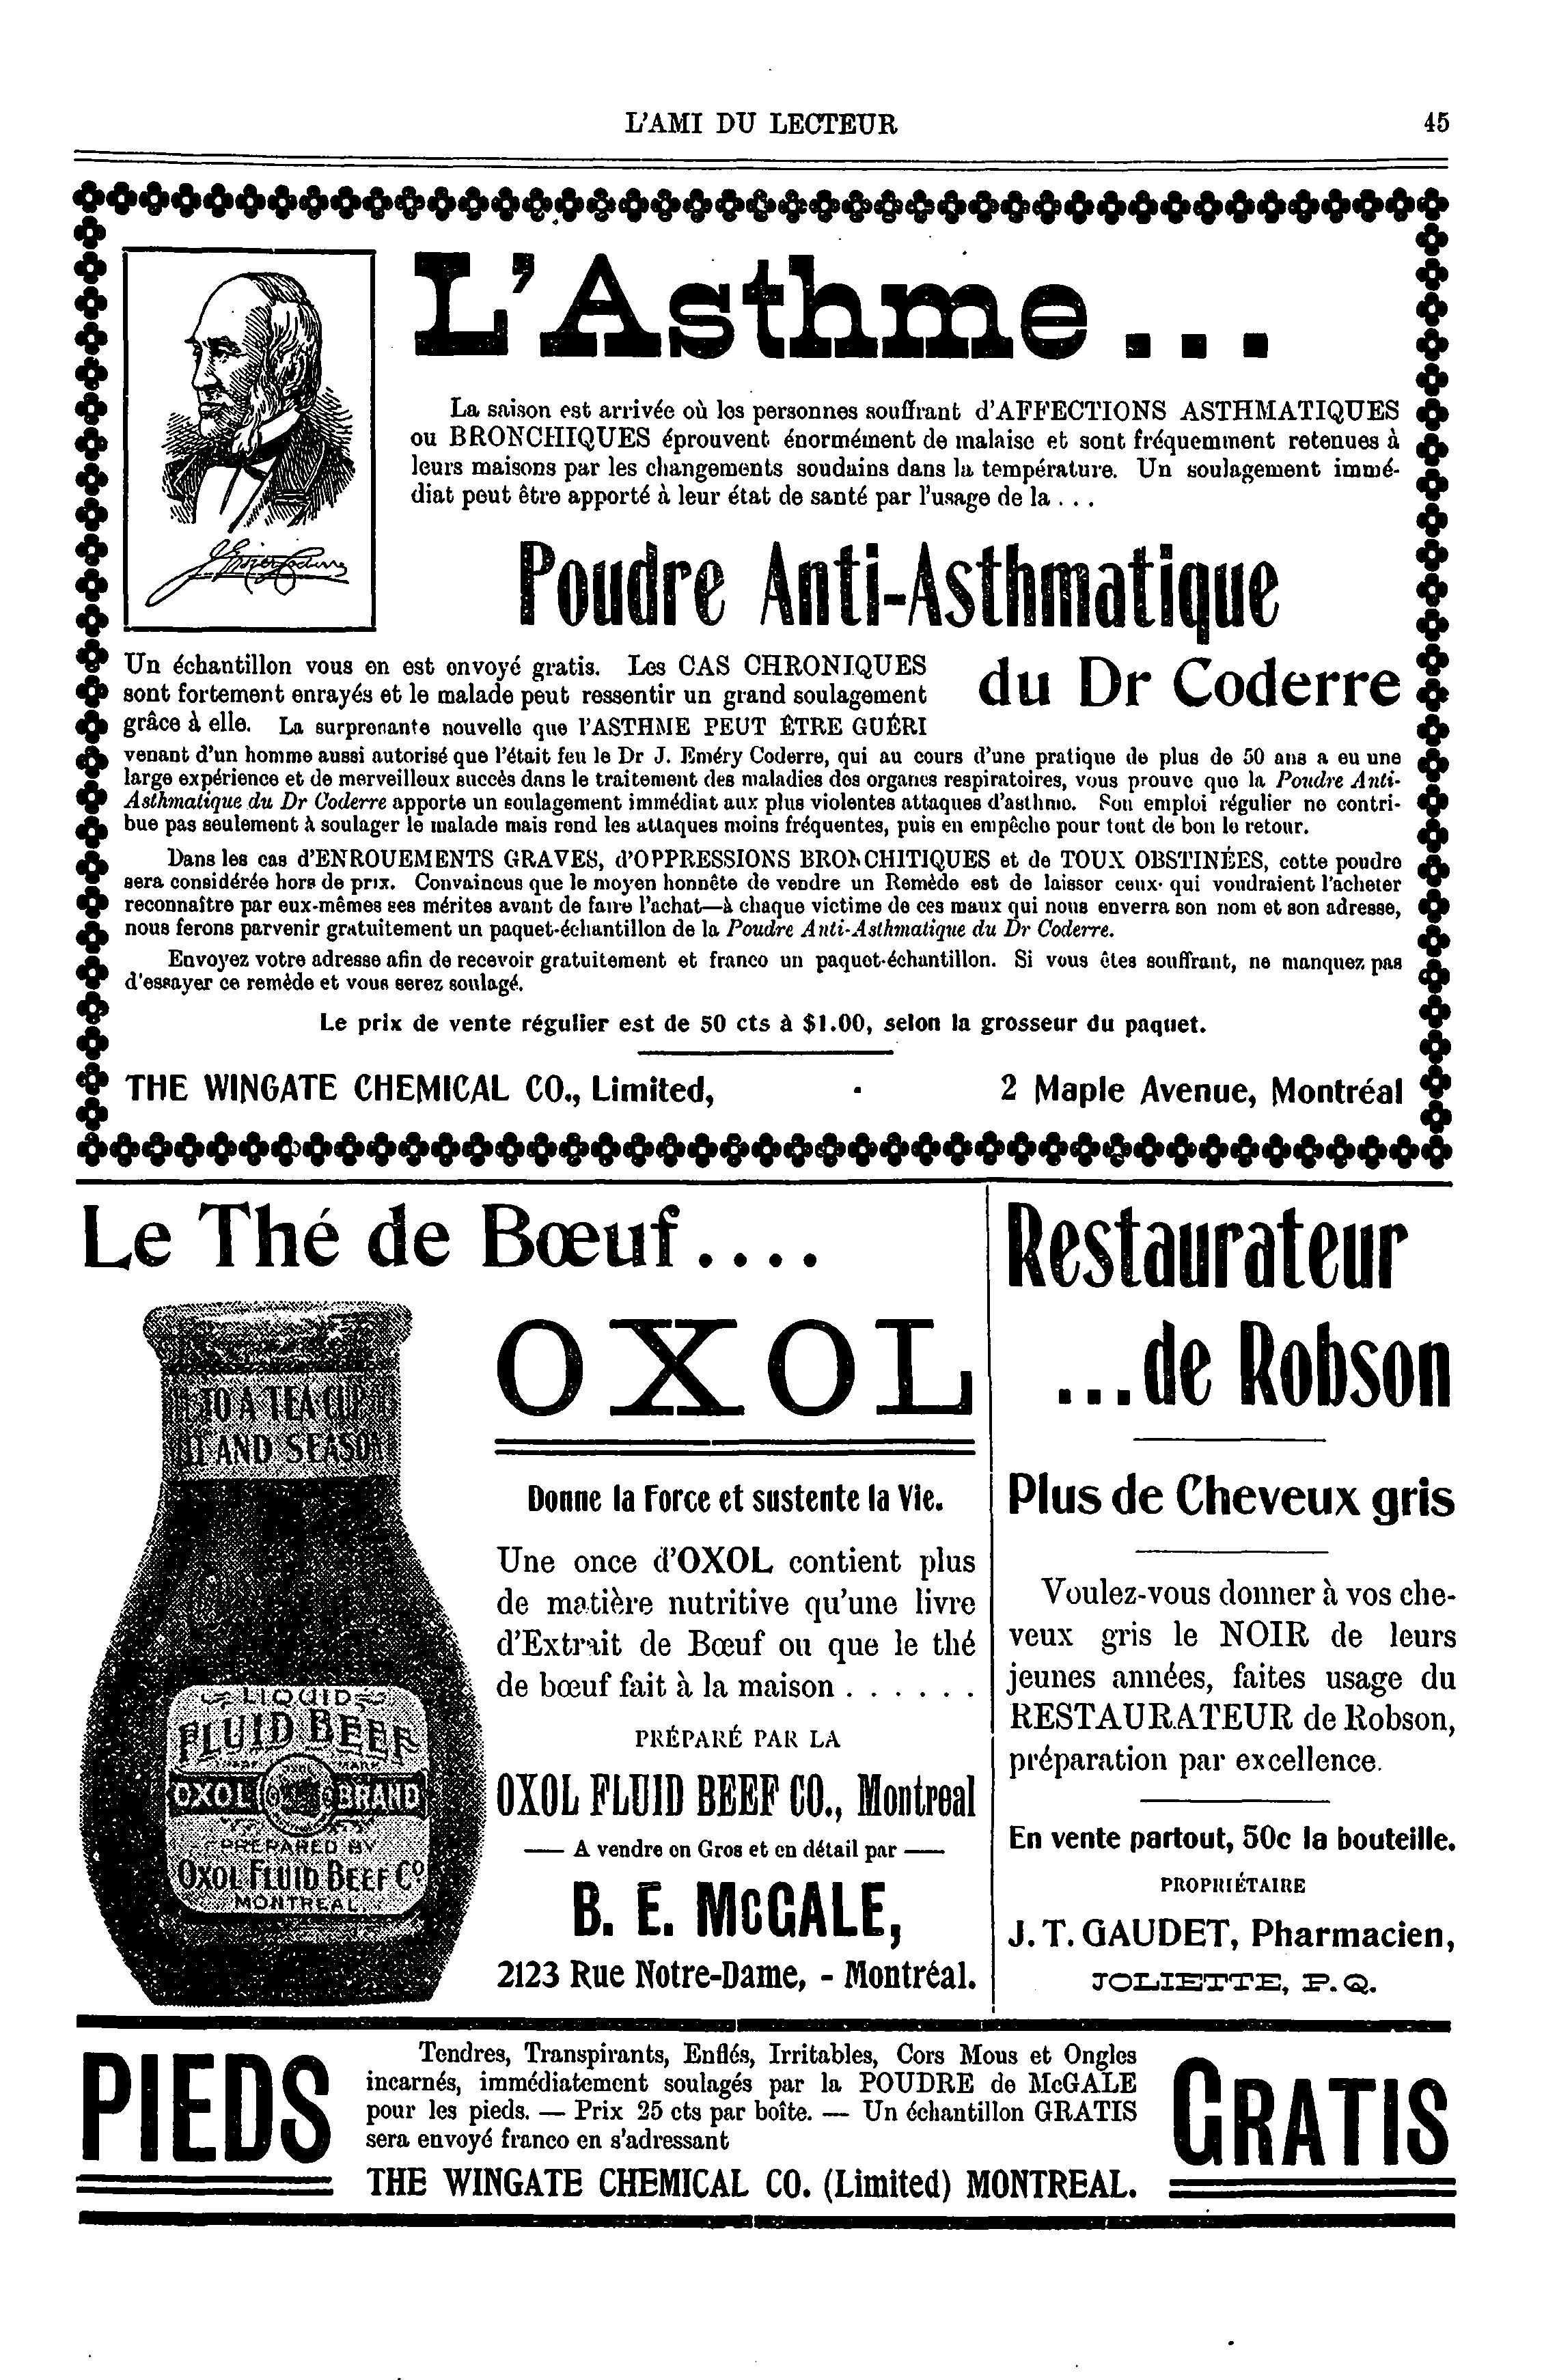 L'AMI DU LECTEUR 45
L'Asthme...
La saison est arrivée où les personnes souffrant d'AFFECTIONS ASTHMATIQUES
ou BRONCHIQUES éprouvent énormément de malaise et sont fréquemment retenues à
leurs maisons par les changements soudains dans la température. Un soulagement immé-
diat peut être apporté à leur état de santé par l'usage de la . . .
Poudre Anti-Asthmatique
du Dr Coderre
Un échantillon vous en est envoyé gratis. Les CAS CHRONIQUES
sont fortement enrayés et le malade peut ressentir un grand soulagement
grâce à elle. La surprenante nouvelle que l'ASTHME PEUT ÊTRE GUÉRI
venant d'un homme aussi autorisé que l'était feu le Dr J. Eméry Coderre, qui au cours d'une pratique de plus de 50 ans a eu une
large expérience et de merveilleux succès dans le traitement des maladies des organes respiratoires, vous prouve que la Poudre Anti-
Asthmatique du Dr Coderre apporte un soulagement immédiat aux plus violentes attaques d'asthme. Son emploi régulier ne contri-
bue pas seulement à soulager le malade mais rend les attaques moins fréquentes, puis en empêche pour tout de bon le retour.
Dans les cas d'ENROUEMENTS GRAVES, d'OPPRESSIONS BRONCHITIQUES et de TOUX OBSTINÉES, cette poudre
sera considérée hors de prix. Convaincus que le moyen honnête de vendre un Remède est de laisser ceux-qui voudraient l'acheter
reconnaître par eux-mêmes ses mérites avant de faire l'achat—à chaque victime de ces maux qui nous enverra son nom et son adresse,
nous ferons parvenir gratuitement un paquet-échantillon de la Poudre Anti-Asthmatique du Dr Coderre.
Envoyez votre adresse afin de recevoir gratuitement et franco un paquet-échantillon. Si vous êtes souffrant, ne manquez pas
d'essayer ce remède et vous serez soulagé.
Le prix de vente régulier est de 50 cts à $1.00, selon la grosseur du paquet.
THE WINGATE CHEMICAL CO., Limited, - 2 Maple Avenue, Montréal
Le Thé de Bœuf....
OXOL
TO A TEA CUP
AND SEASON
LIQUID
FLUID BEEF
OXOL BRAND
PREPARED BY
OXOL FLUID BEEF Co
MONTREAL
Donne la Force et sustente la Vie.
Une once d'OXOL contient plus
de matière nutritive qu'une livre
d'Extrait de Bœuf ou que le thé
de bœuf fait à la maison . . . . . .
PRÉPARÉ PAR LA
OXOL FLUID BEEF CO., Montreal
— A vendre en Gros et en détail par —
B. E. McGALE,
2123 Rue Notre-Dame, - Montréal.
Restaurateur
...de Robson
Plus de Cheveux gris
Voulez-vous donner à vos che-
veux gris le NOIR de leurs
jeunes années, faites usage du
RESTAURATEUR de Robson,
préparation par excellence.
En vente partout, 50c la bouteille.
PROPRIÉTAIRE
J. T. GAUDET, Pharmacien,
JOLIETTE, P.Q.
PIEDS
Tendres, Transpirants, Enflés, Irritables, Cors Mous et Ongles
incarnés, immédiatement soulagés par la POUDRE de McGALE
pour les pieds. — Prix 25 cts par boîte. — Un échantillon GRATIS
sera envoyé franco en s'adressant
THE WINGATE CHEMICAL CO. (Limited) MONTREAL.
GRATIS